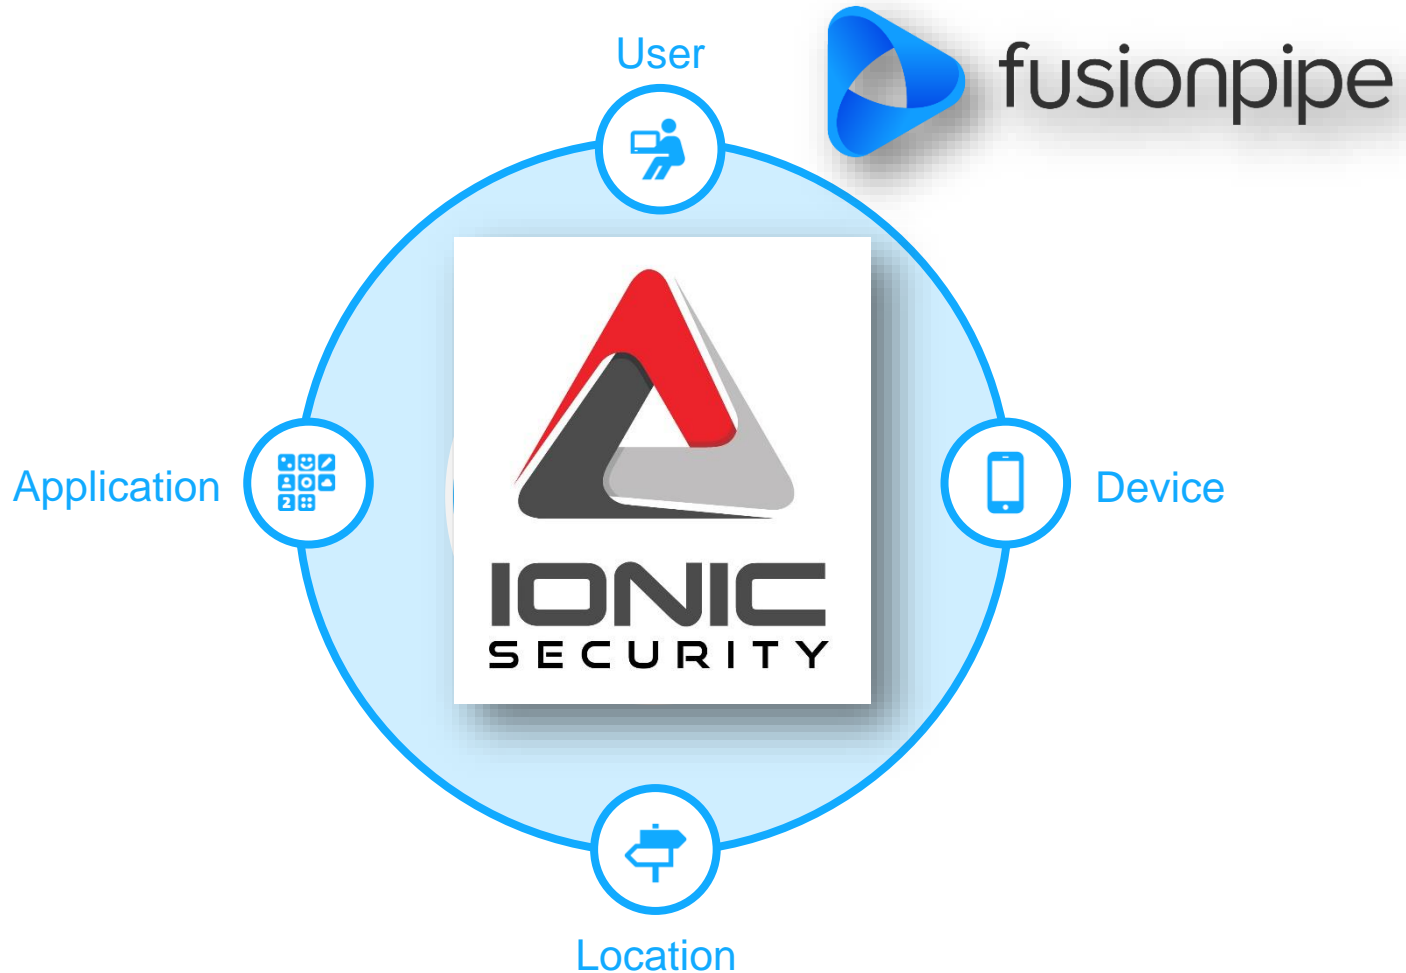 User
fusionpipe
Application
IONIC
SECURITY
Device
Location